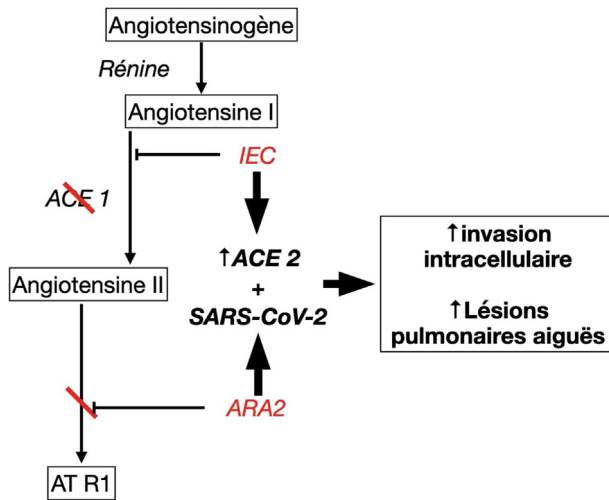 Angiotensinogène
Rénine
Angiotensine I
IEC
ACE 1
↑ACE 2
+
SARS-CoV-2
↑invasion
intracellulaire
↑Lésions
pulmonaires aiguës
Angiotensine II
ARA2
AT R1